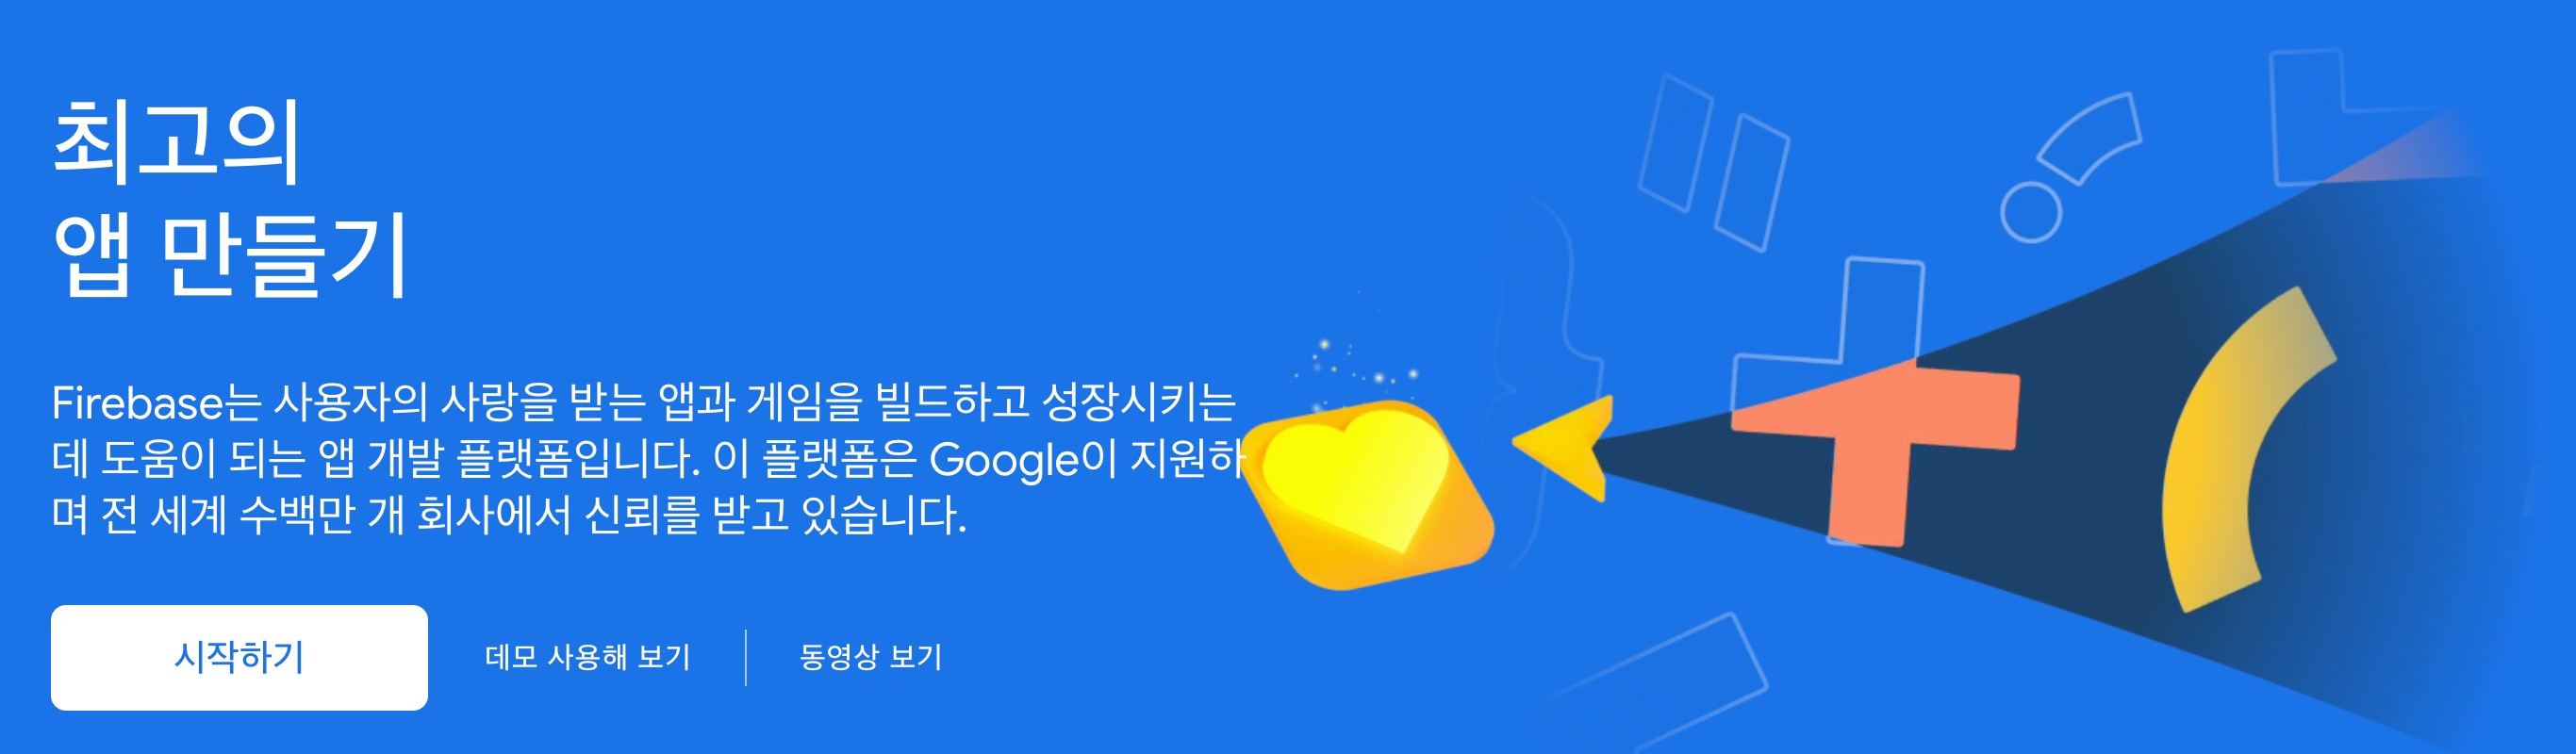 최고의
앱 만들기
Firebase는 사용자의 사랑을 받는 앱과 게임을 빌드하고 성장시키는
데 도움이 되는 앱 개발 플랫폼입니다. 이 플랫폼은 Google이 지원하
며 전 세계 수백만 개 회사에서 신뢰를 받고 있습니다.
시작하기
데모 사용해 보기
동영상 보기